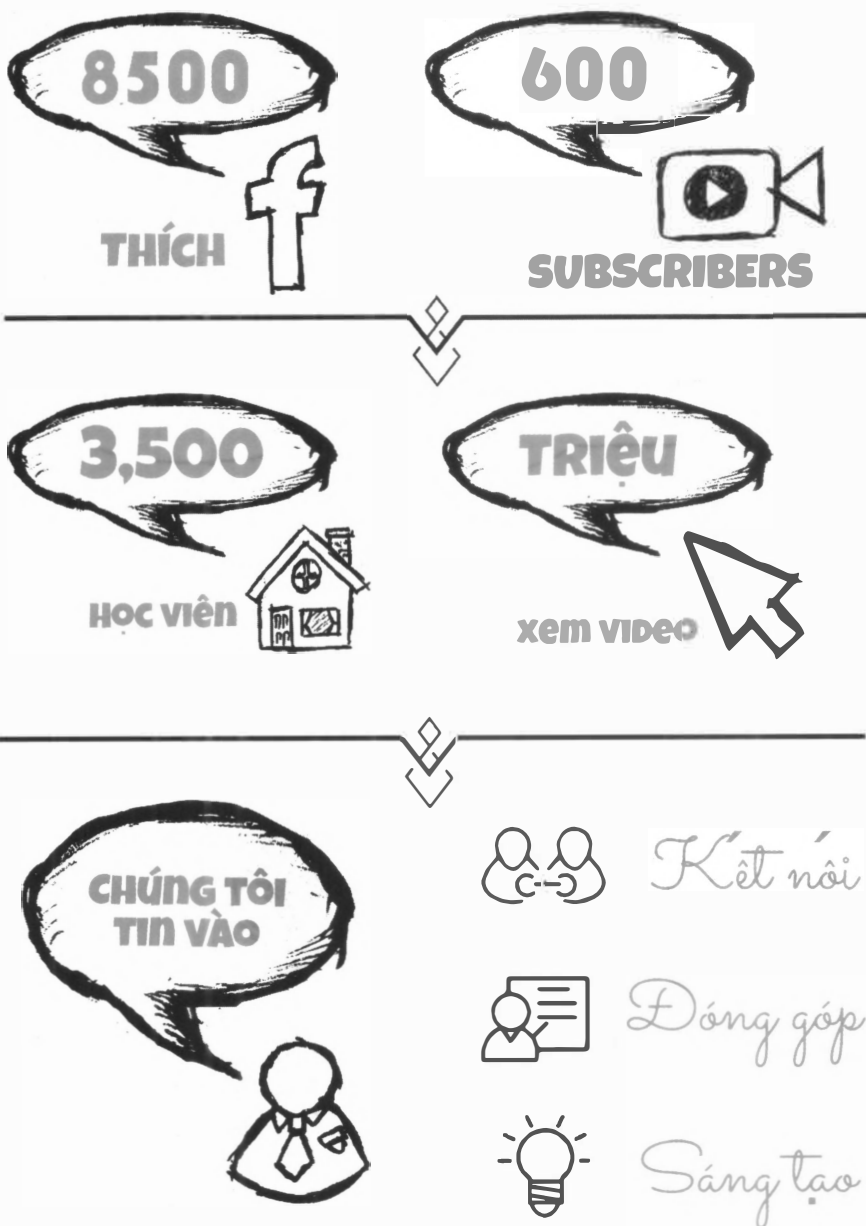 8500
THÍCH
600
SUBSCRIBERS
3,500
HỌC VIÊN
TRIỆU
XEM VIDEO
CHÚNG TÔI
TIN VÀO
Kết nối
Đóng góp
Sáng tạo